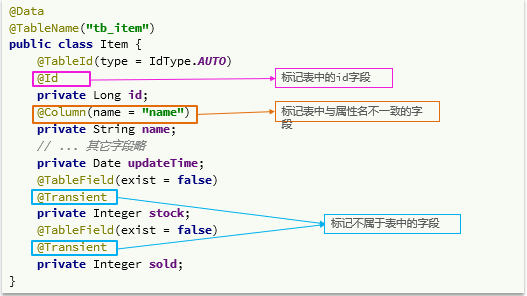 @Data
@TableName("tb_item")
public class Item {
@TableId(type = IdType.AUTO)
@Id
标记表中的id字段
private Long id;
@Column(name = "name")
标记表中与属性名不一致的字
段
private String name;
// ... 其它字段略
private Date updateTime;
@TableField(exist = false)
@Transient
private Integer stock;
标记不属于表中的字段
@TableField(exist = false)
@Transient
private Integer sold;
}